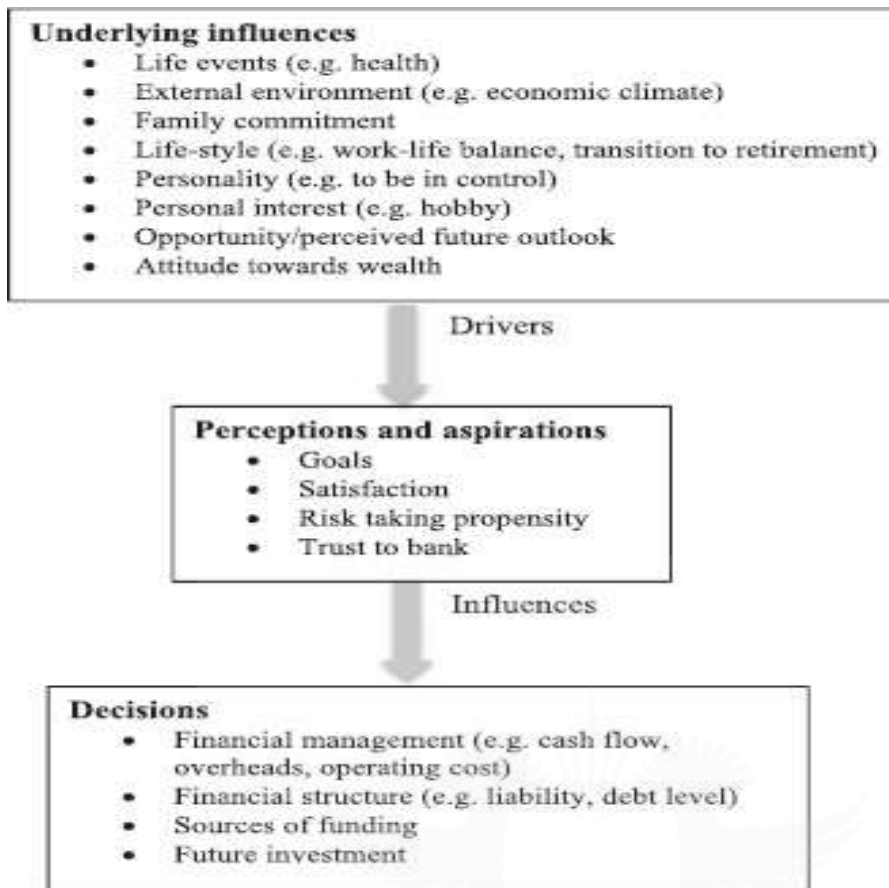 Underlying influences
• Life events (e.g. health)
• External environment (e.g. economic climate)
• Family commitment
• Life-style (e.g. work-life balance, transition to retirement)
• Personality (e.g. to be in control)
• Personal interest (e.g. hobby)
• Opportunity/perceived future outlook
• Attitude towards wealth
Drivers
Perceptions and aspirations
• Goals
• Satisfaction
• Risk taking propensity
• Trust to bank
Influences
Decisions
• Financial management (e.g. cash flow,
overheads, operating cost)
• Financial structure (e.g. liability, debt level)
• Sources of funding
• Future investment